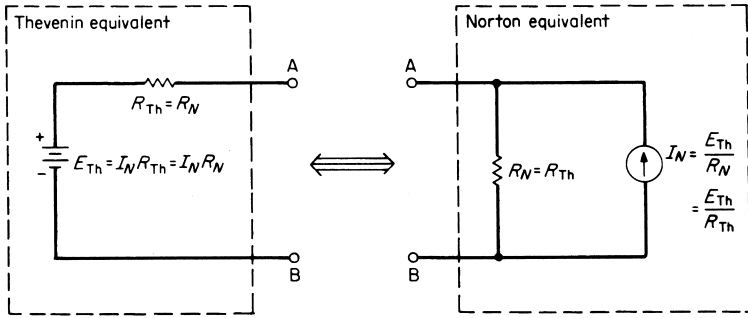 Thevenin equivalent
A
R_Th = R_N
+
E_Th = I_N R_Th = I_N R_N
−
B
Norton equivalent
A
R_N = R_Th
I_N = E_Th / R_N
= E_Th / R_Th
B